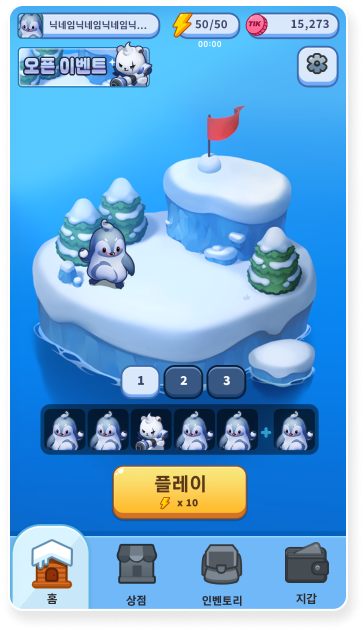 닉네임닉네임닉네임닉...
50/50
TIK
15,273
00:00
오픈 이벤트
1
2
3
플레이
x 10
홈
상점
인벤토리
지갑